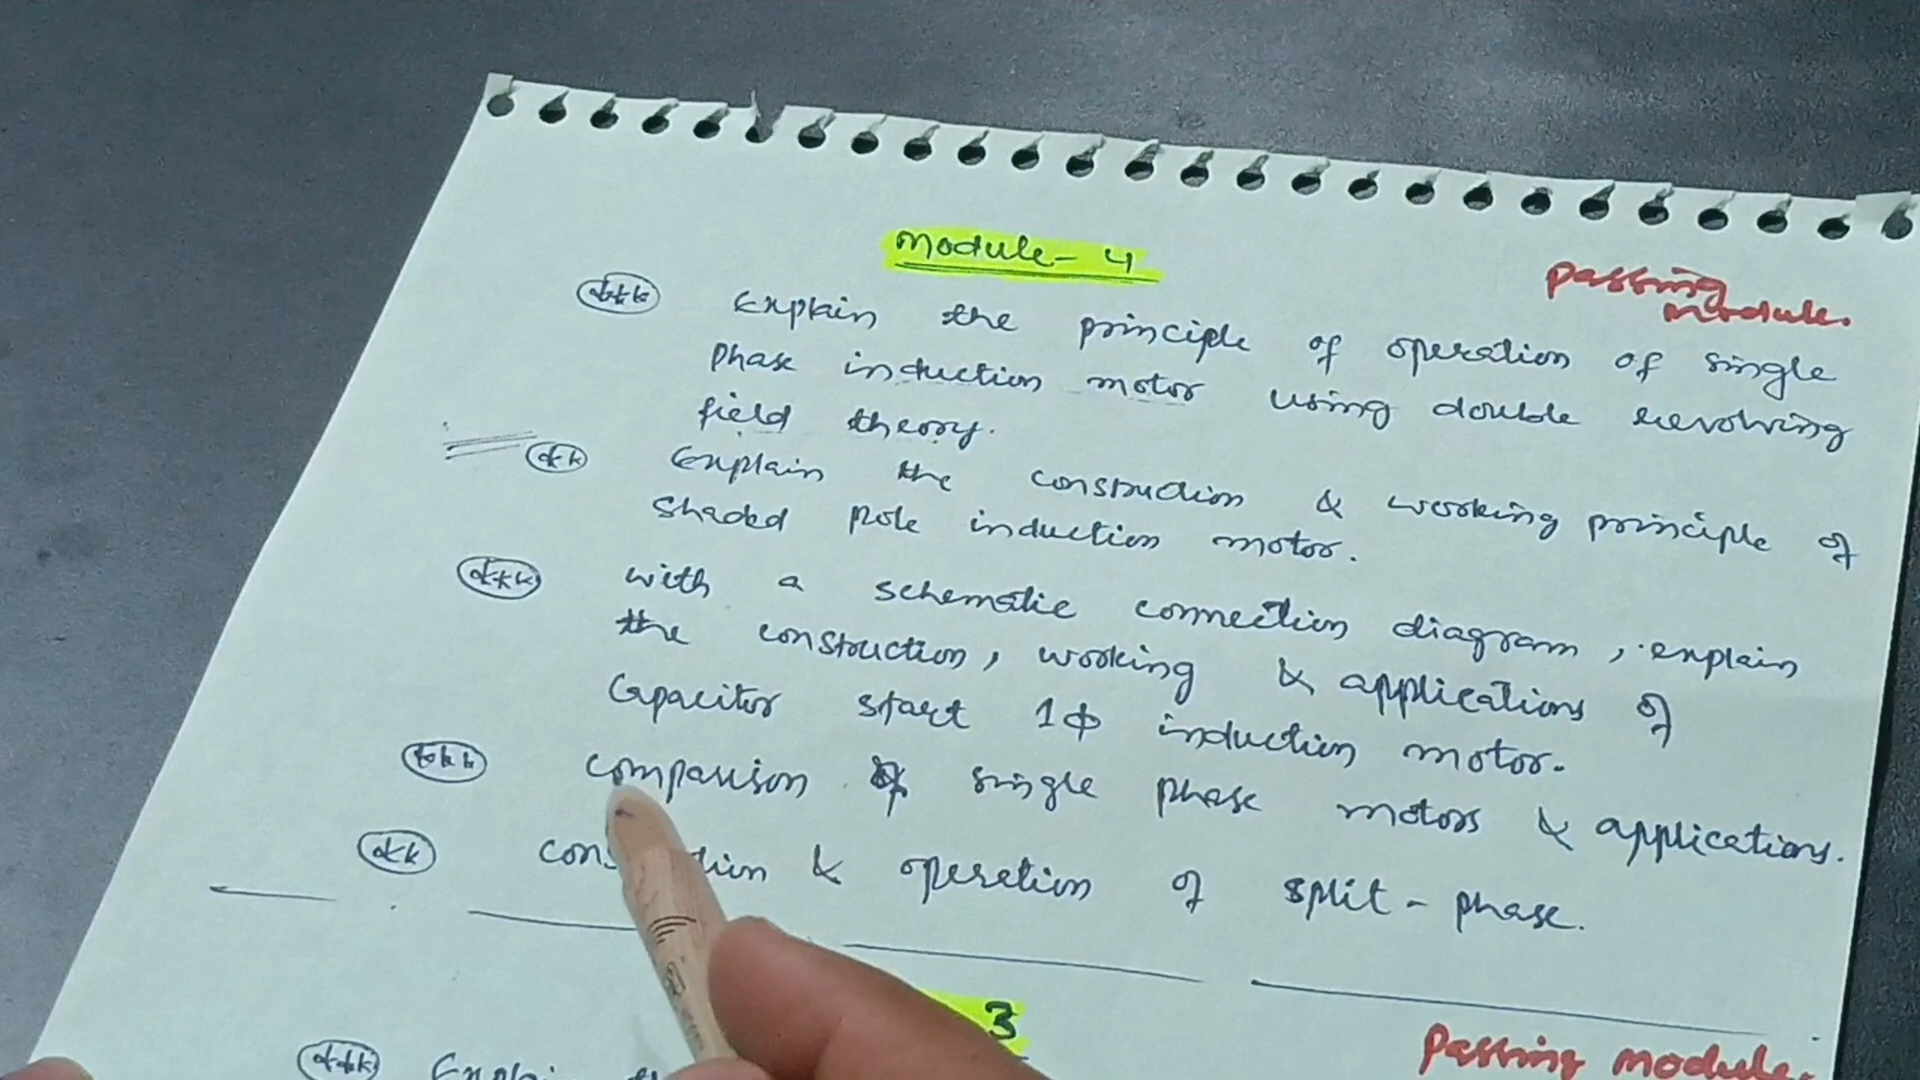 Module - 4
passing
module.
*** Explain the principle of operation of single
phase induction motor using double revolving
field theory.
** Explain the construction & working principle of
shaded pole induction motor.
*** with a schematic connection diagram, explain
the construction, working & applications of
Capacitor start 1ϕ induction motor.
*** comparison of single phase motors & applications.
** & operation of split - phase.
3
passing module.
***